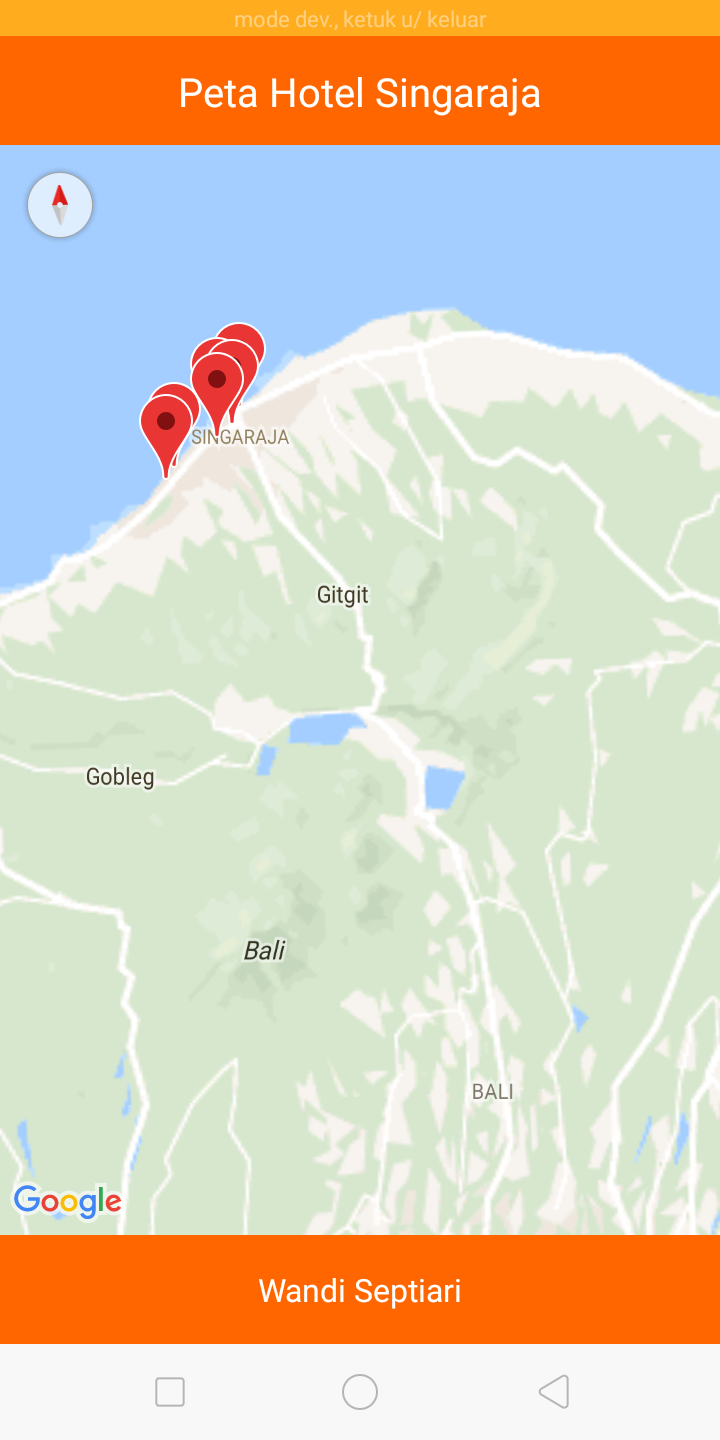 mode dev., ketuk u/ keluar
Peta Hotel Singaraja
SINGARAJA
Gitgit
Gobleg
Bali
BALI
Google
Wandi Septiari